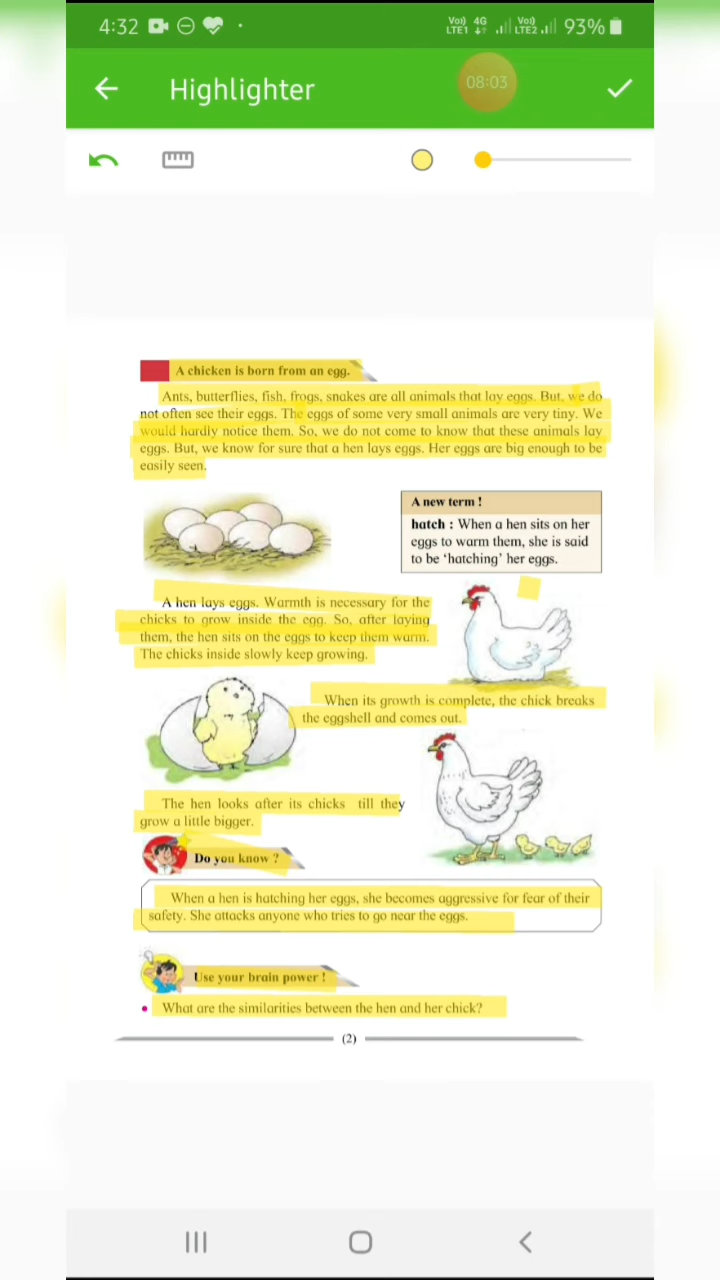 4:32
Vo)) 4G
LTE1
Vo))
LTE2
93%
Highlighter
08:03
A chicken is born from an egg.
Ants, butterflies, fish, frogs, snakes are all animals that lay eggs. But, we do
not often see their eggs. The eggs of some very small animals are very tiny. We
would hardly notice them. So, we do not come to know that these animals lay
eggs. But, we know for sure that a hen lays eggs. Her eggs are big enough to be
easily seen.
A new term !
hatch : When a hen sits on her
eggs to warm them, she is said
to be ‘hatching’ her eggs.
A hen lays eggs. Warmth is necessary for the
chicks to grow inside the egg. So, after laying
them, the hen sits on the eggs to keep them warm.
The chicks inside slowly keep growing.
When its growth is complete, the chick breaks
the eggshell and comes out.
The hen looks after its chicks till they
grow a little bigger.
Do you know ?
When a hen is hatching her eggs, she becomes aggressive for fear of their
safety. She attacks anyone who tries to go near the eggs.
Use your brain power !
• What are the similarities between the hen and her chick?
(2)